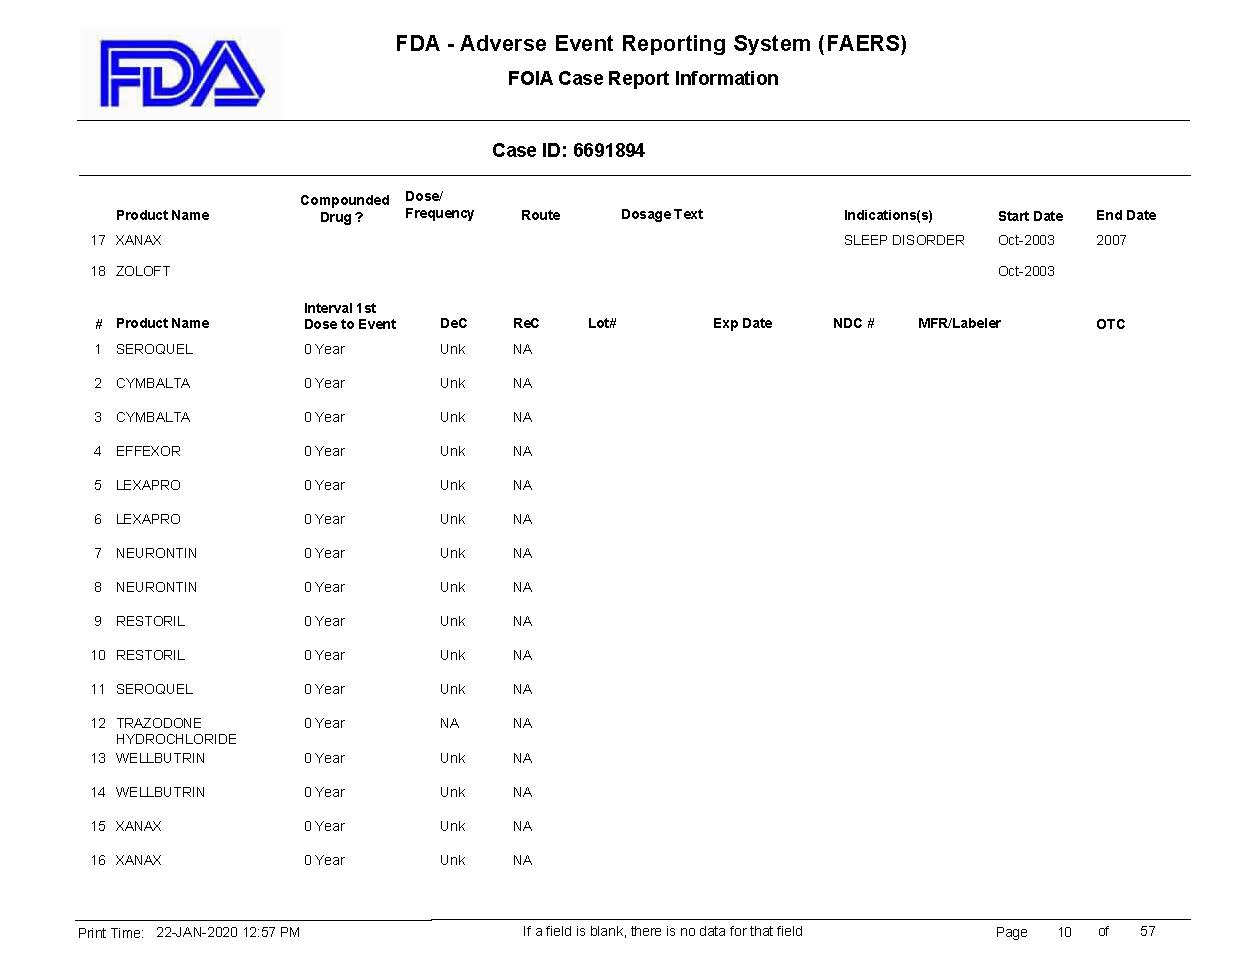 FDA
FDA - Adverse Event Reporting System (FAERS)
FOIA Case Report Information
Case ID: 6691894
Product Name Compounded Drug ? Dose/ Frequency Route Dosage Text Indications(s) Start Date End Date
17 XANAX SLEEP DISORDER Oct-2003 2007
18 ZOLOFT Oct-2003
# Product Name Interval 1st Dose to Event DeC ReC Lot# Exp Date NDC # MFR/Labeler OTC
1 SEROQUEL 0 Year Unk NA
2 CYMBALTA 0 Year Unk NA
3 CYMBALTA 0 Year Unk NA
4 EFFEXOR 0 Year Unk NA
5 LEXAPRO 0 Year Unk NA
6 LEXAPRO 0 Year Unk NA
7 NEURONTIN 0 Year Unk NA
8 NEURONTIN 0 Year Unk NA
9 RESTORIL 0 Year Unk NA
10 RESTORIL 0 Year Unk NA
11 SEROQUEL 0 Year Unk NA
12 TRAZODONE 0 Year NA NA
HYDROCHLORIDE
13 WELLBUTRIN 0 Year Unk NA
14 WELLBUTRIN 0 Year Unk NA
15 XANAX 0 Year Unk NA
16 XANAX 0 Year Unk NA
Print Time: 22-JAN-2020 12:57 PM If a field is blank, there is no data for that field Page 10 of 57